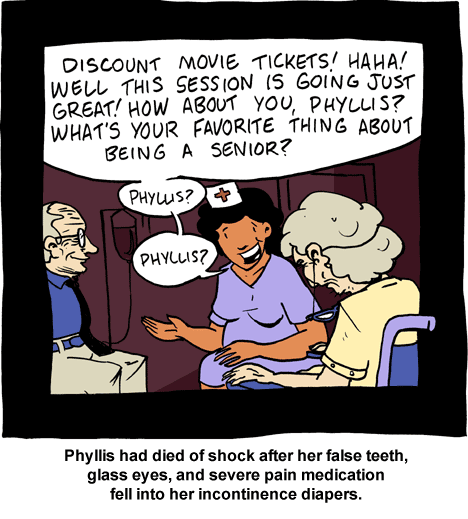 DISCOUNT MOVIE TICKETS! HAHA!
WELL THIS SESSION IS GOING JUST
GREAT! HOW ABOUT YOU, PHYLLIS?
WHAT'S YOUR FAVORITE THING ABOUT
BEING A SENIOR?
PHYLLIS?
PHYLLIS?
Phyllis had died of shock after her false teeth,
glass eyes, and severe pain medication
fell into her incontinence diapers.